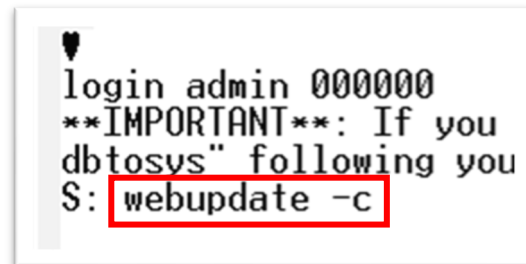 ♥
login admin 000000
**IMPORTANT**: If you
dbtosys" following you
S: webupdate -c